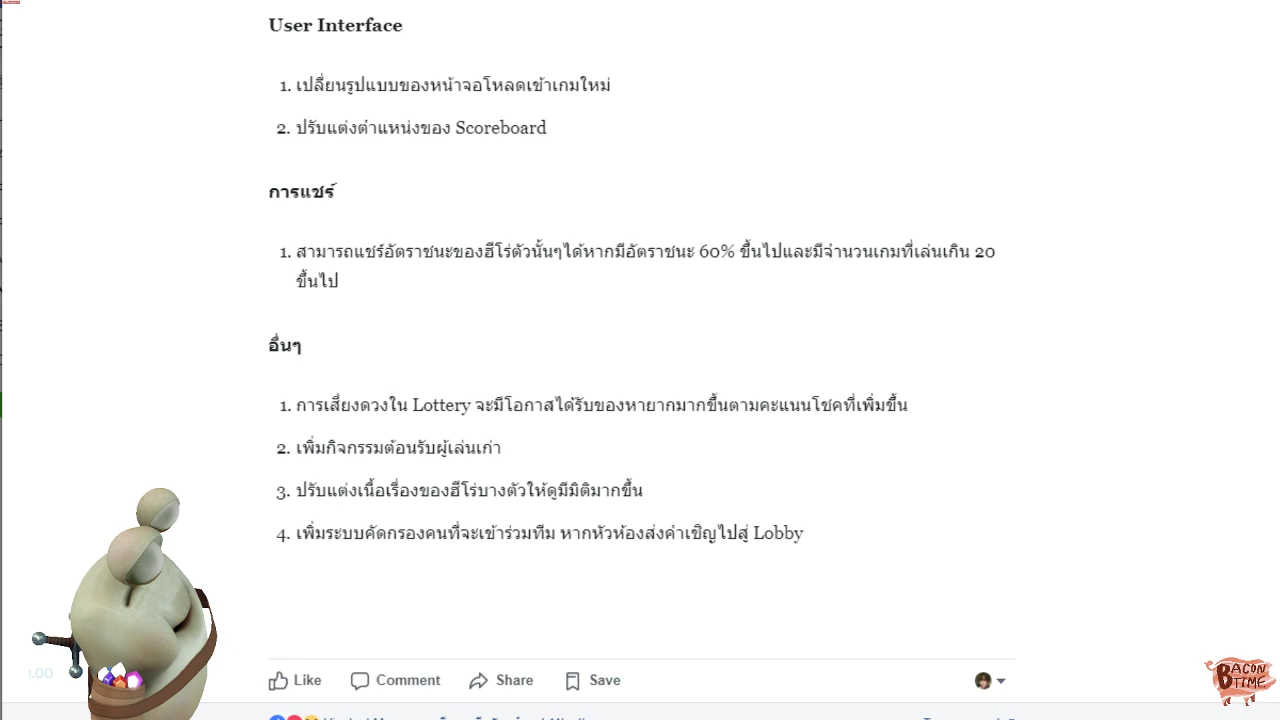 User Interface
1. เปลี่ยนรูปแบบของหน้าจอโหลดเข้าเกมใหม่
2. ปรับแต่งตำแหน่งของ Scoreboard
การแชร์
1. สามารถแชร์อัตราชนะของฮีโร่ตัวนั้นๆได้หากมีอัตราชนะ 60% ขึ้นไปและมีจำนวนเกมที่เล่นเกิน 20
ขึ้นไป
อื่นๆ
1. การเสี่ยงดวงใน Lottery จะมีโอกาสได้รับของหายากมากขึ้นตามคะแนนโชคที่เพิ่มขึ้น
2. เพิ่มกิจกรรมต้อนรับผู้เล่นเก่า
3. ปรับแต่งเนื้อเรื่องของฮีโร่บางตัวให้ดูมีมิติมากขึ้น
4. เพิ่มระบบคัดกรองคนที่จะเข้าร่วมทีม หากหัวห้องส่งคำเชิญไปสู่ Lobby
1.00
Like Comment Share Save
BACON
TIME